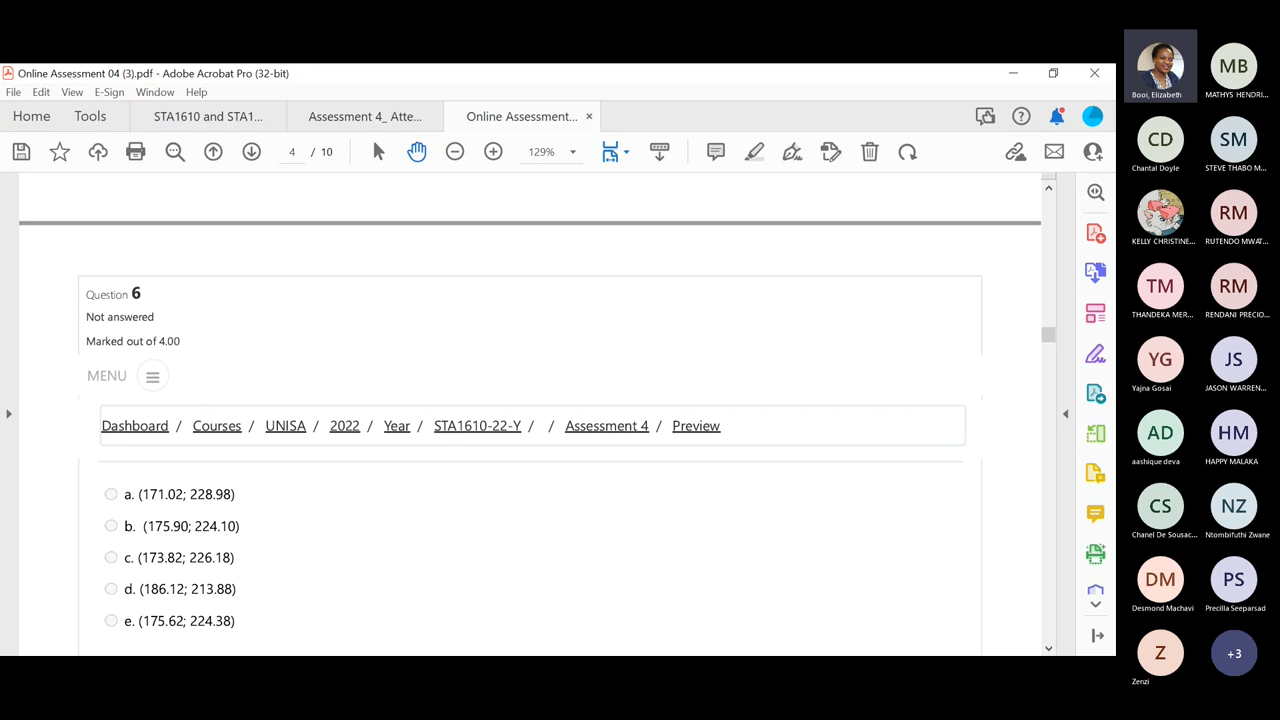 Online Assessment 04 (3).pdf - Adobe Acrobat Pro (32-bit)
File Edit View E-Sign Window Help
Home Tools STA1610 and STA1... Assessment 4_ Atte... Online Assessment... ×
4 / 10 129%
Question 6
Not answered
Marked out of 4.00
MENU
Dashboard / Courses / UNISA / 2022 / Year / STA1610-22-Y / / Assessment 4 / Preview
a. (171.02; 228.98)
b. (175.90; 224.10)
c. (173.82; 226.18)
d. (186.12; 213.88)
e. (175.62; 224.38)
Booi, Elizabeth
MB
MATHYS HENDRI...
CD
Chantal Doyle
SM
STEVE THABO M...
KELLY CHRISTINE...
RM
RUTENDO MWAT...
TM
THANDEKA MER...
RM
RENDANI PRECIO...
YG
Yajna Gosai
JS
JASON WARREN...
AD
aashique deva
HM
HAPPY MALAKA
CS
Chanel De Sousac...
NZ
Ntombifuthi Zwane
DM
Desmond Machavi
PS
Precilla Seeparsad
Z
Zenzi
+3